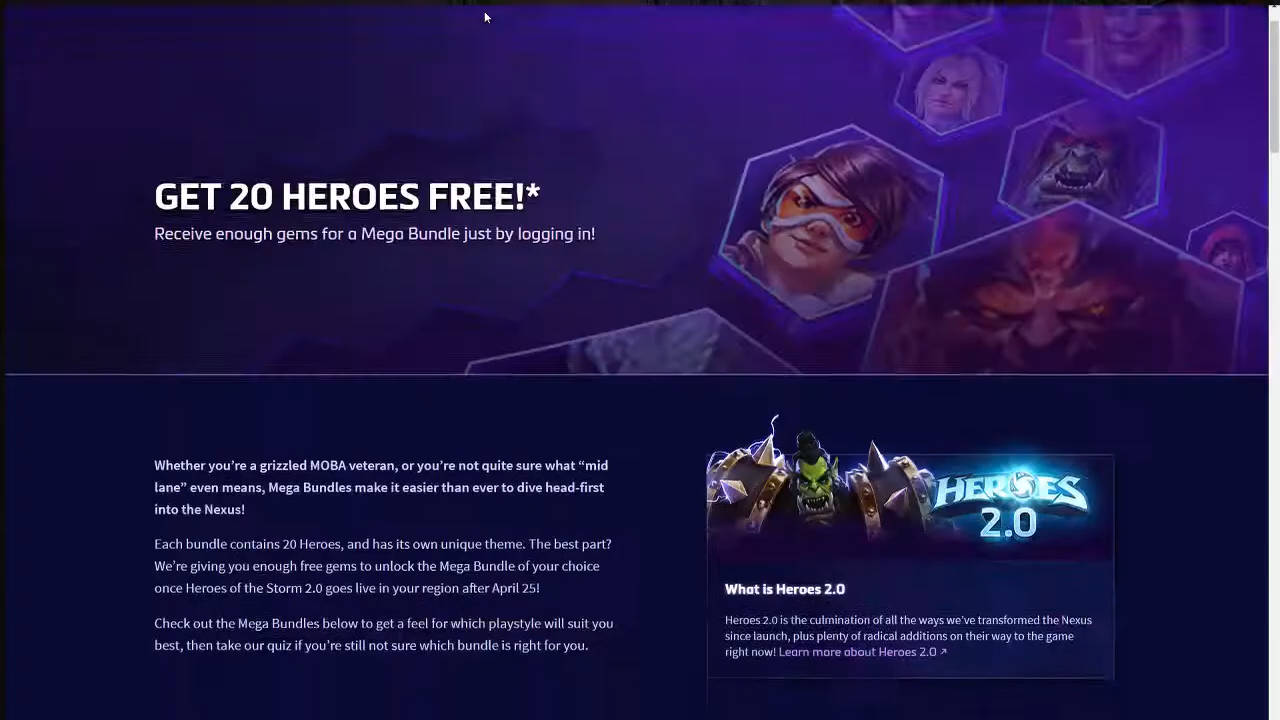 GET 20 HEROES FREE!*
Receive enough gems for a Mega Bundle just by logging in!
Whether you're a grizzled MOBA veteran, or you're not quite sure what “mid
lane” even means, Mega Bundles make it easier than ever to dive head-first
into the Nexus!
Each bundle contains 20 Heroes, and has its own unique theme. The best part?
We're giving you enough free gems to unlock the Mega Bundle of your choice
once Heroes of the Storm 2.0 goes live in your region after April 25!
Check out the Mega Bundles below to get a feel for which playstyle will suit you
best, then take our quiz if you're still not sure which bundle is right for you.
HEROES
2.0
What is Heroes 2.0
Heroes 2.0 is the culmination of all the ways we've transformed the Nexus
since launch, plus plenty of radical additions on their way to the game
right now! Learn more about Heroes 2.0 ↗